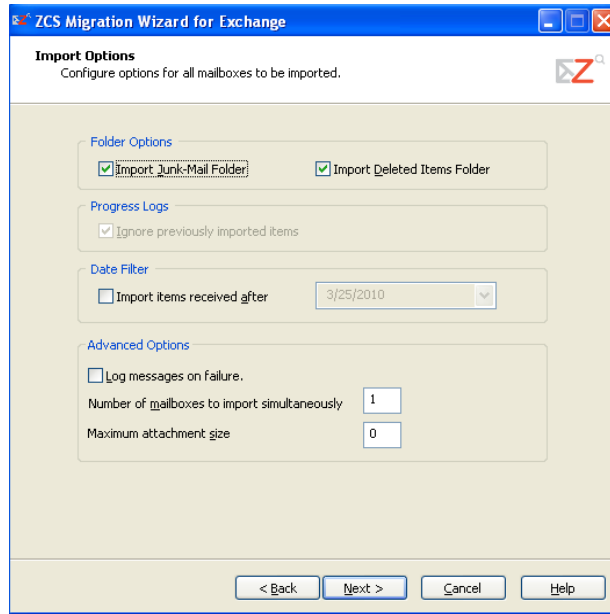 ZCS Migration Wizard for Exchange
Import Options
Configure options for all mailboxes to be imported.
Z
Folder Options
Import Junk-Mail Folder
Import Deleted Items Folder
Progress Logs
Ignore previously imported items
Date Filter
Import items received after
3/25/2010
Advanced Options
Log messages on failure.
Number of mailboxes to import simultaneously
1
Maximum attachment size
0
< Back
Next >
Cancel
Help